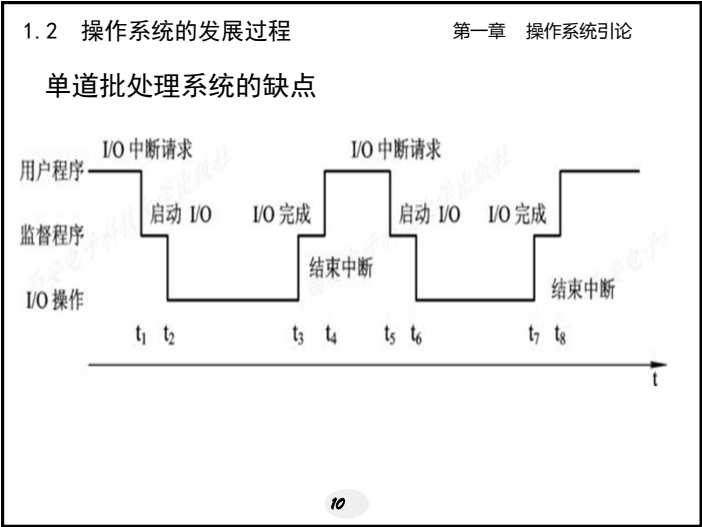 1.2 操作系统的发展过程
第一章 操作系统引论
单道批处理系统的缺点
I/O 中断请求 I/O 中断请求
用户程序
启动 I/O I/O 完成 启动 I/O I/O 完成
监督程序
结束中断 结束中断
I/O 操作
t1 t2 t3 t4 t5 t6 t7 t8
t
10